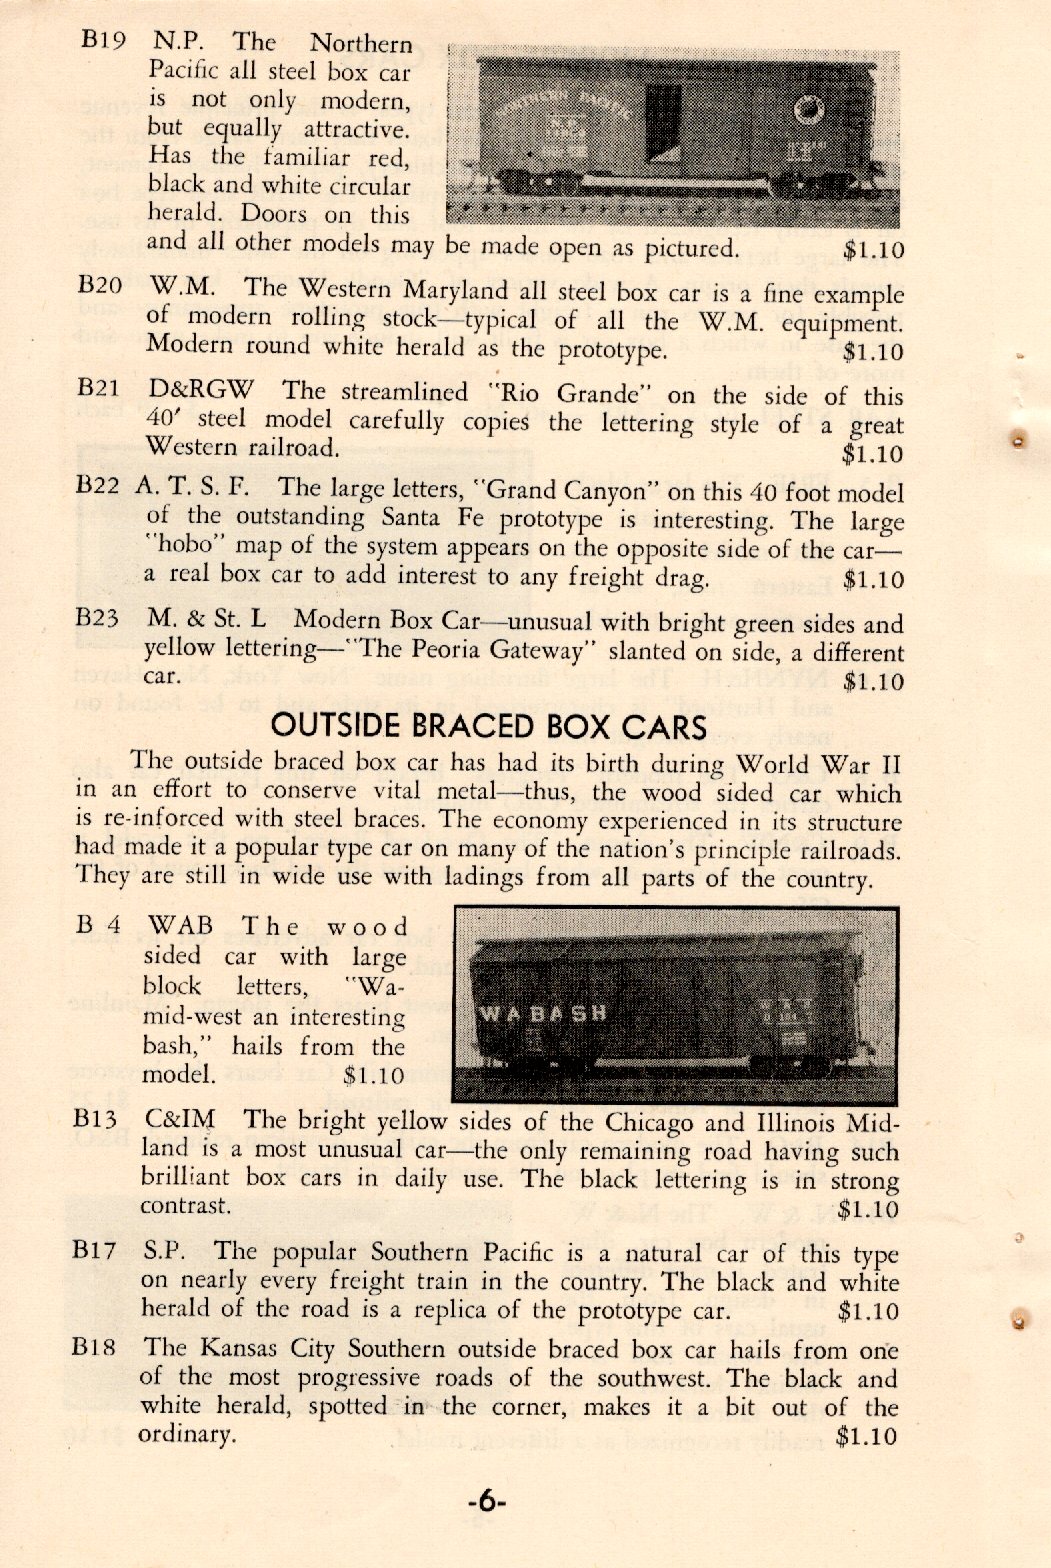 B19 N.P. The Northern
Pacific all steel box car
is not only modern,
but equally attractive.
Has the familiar red,
black and white circular
herald. Doors on this
and all other models may be made open as pictured. $1.10
NORTHERN PACIFIC
B20 W.M. The Western Maryland all steel box car is a fine example
of modern rolling stock—typical of all the W.M. equipment.
Modern round white herald as the prototype. $1.10
B21 D&RGW The streamlined "Rio Grande" on the side of this
40' steel model carefully copies the lettering style of a great
Western railroad. $1.10
B22 A. T. S. F. The large letters, "Grand Canyon" on this 40 foot model
of the outstanding Santa Fe prototype is interesting. The large
"hobo" map of the system appears on the opposite side of the car—
a real box car to add interest to any freight drag. $1.10
B23 M. & St. L Modern Box Car—unusual with bright green sides and
yellow lettering—"The Peoria Gateway" slanted on side, a different
car. $1.10
OUTSIDE BRACED BOX CARS
The outside braced box car has had its birth during World War II
in an effort to conserve vital metal—thus, the wood sided car which
is re-inforced with steel braces. The economy experienced in its structure
had made it a popular type car on many of the nation's principle railroads.
They are still in wide use with ladings from all parts of the country.
B 4 WAB The wood
sided car with large
block letters, "Wa-
mid-west an interesting
bash," hails from the
model. $1.10
WABASH
B13 C&IM The bright yellow sides of the Chicago and Illinois Mid-
land is a most unusual car—the only remaining road having such
brilliant box cars in daily use. The black lettering is in strong
contrast. $1.10
B17 S.P. The popular Southern Pacific is a natural car of this type
on nearly every freight train in the country. The black and white
herald of the road is a replica of the prototype car. $1.10
B18 The Kansas City Southern outside braced box car hails from one
of the most progressive roads of the southwest. The black and
white herald, spotted in the corner, makes it a bit out of the
ordinary. $1.10
-6-